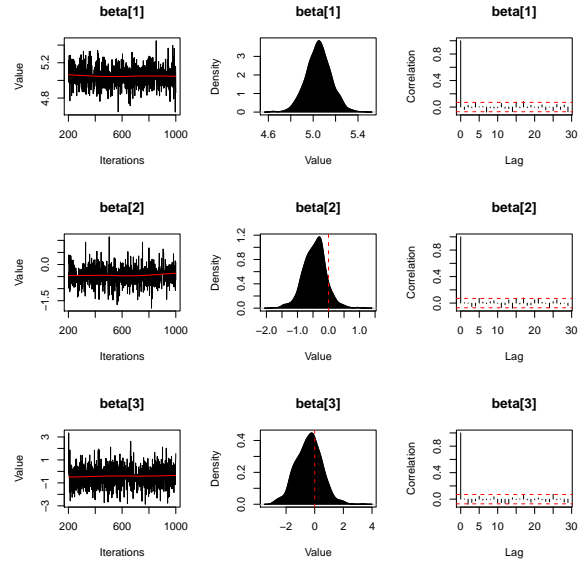 beta[1] beta[1] beta[1]
Value 4.8 5.2
200 600 1000
Iterations
Density 0 1 2 3
4.6 5.0 5.4
Value
Correlation 0.0 0.4 0.8
0 5 10 15 20 25 30
Lag
beta[2] beta[2] beta[2]
Value −1.5 0.0
200 600 1000
Iterations
Density 0.0 0.4 0.8 1.2
−2.0 −1.0 0.0 1.0
Value
Correlation 0.0 0.4 0.8
0 5 10 15 20 25 30
Lag
beta[3] beta[3] beta[3]
Value −3 −1 1 3
200 600 1000
Iterations
Density 0.0 0.2 0.4
−2 0 2 4
Value
Correlation 0.0 0.4 0.8
0 5 10 15 20 25 30
Lag